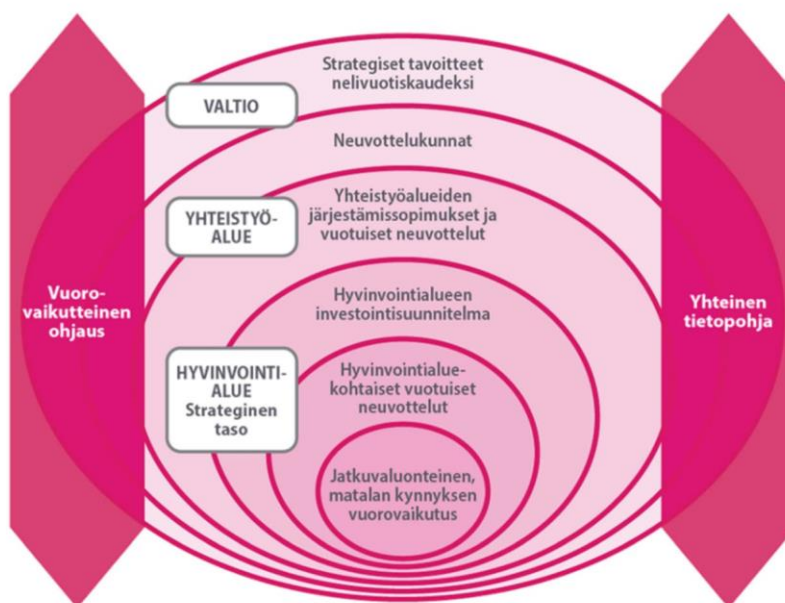 Strategiset tavoitteet
nelivuotiskaudeksi
VALTIO
Neuvottelukunnat
Yhteistyöalueiden
järjestämissopimukset ja
vuotuiset neuvottelut
YHTEISTYÖ-
ALUE
Vuoro-
vaikutteinen
ohjaus
Yhteinen
tietopohja
Hyvinvointialueen
investointisuunnitelma
HYVINVOINTI-
ALUE
Strateginen
taso
Hyvinvointialue-
kohtaiset vuotuiset
neuvottelut
Jatkuvaluonteinen,
matalan kynnyksen
vuorovaikutus